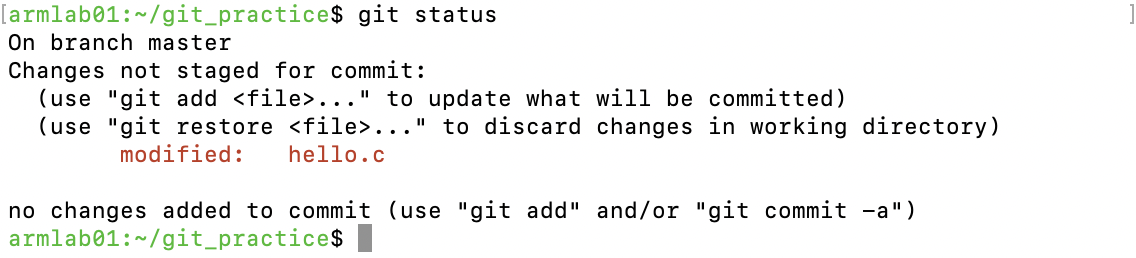 [armlab01:~/git_practice$ git status ]
On branch master
Changes not staged for commit:
  (use "git add <file>..." to update what will be committed)
  (use "git restore <file>..." to discard changes in working directory)
        modified:   hello.c

no changes added to commit (use "git add" and/or "git commit -a")
armlab01:~/git_practice$